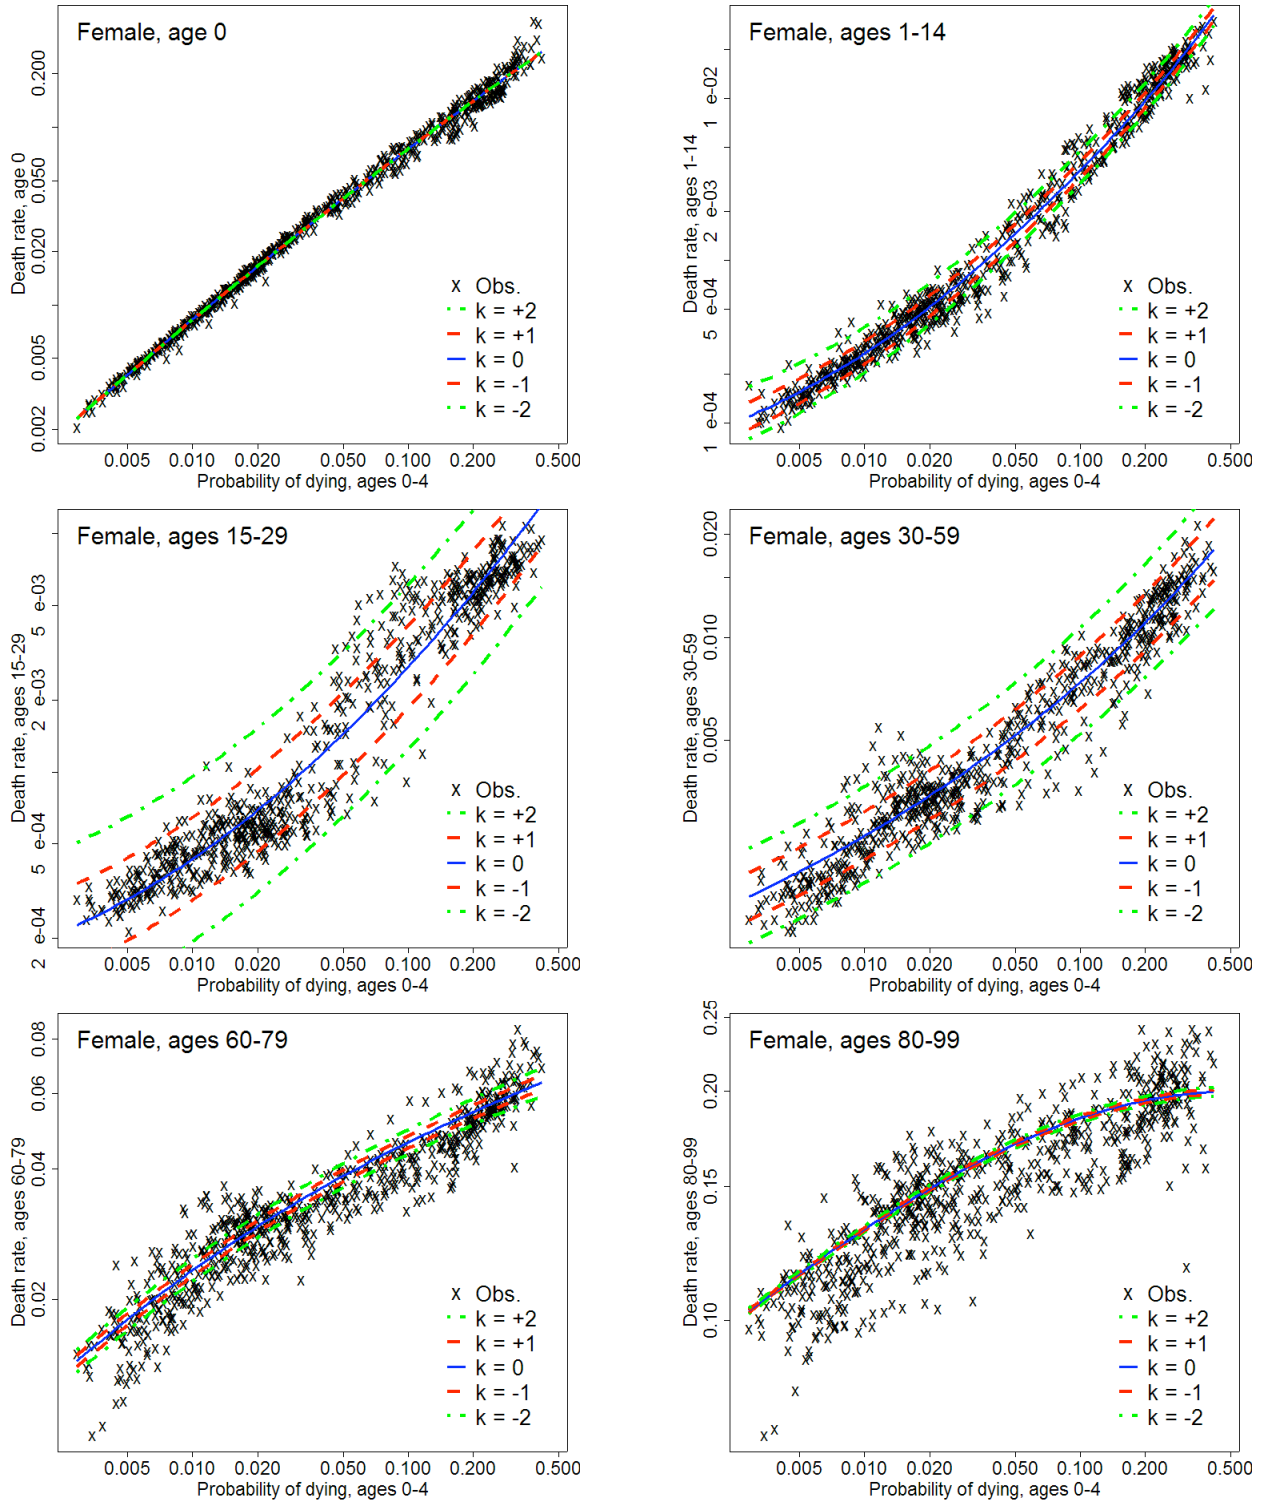 Female, age 0
Death rate, age 0
0.002 0.005 0.020 0.050 0.200
x Obs.
k = +2
k = +1
k = 0
k = -1
k = -2
0.005 0.010 0.020 0.050 0.100 0.200 0.500
Probability of dying, ages 0-4
Female, ages 1-14
Death rate, ages 1-14
1 e-04 5 e-04 2 e-03 1 e-02
x Obs.
k = +2
k = +1
k = 0
k = -1
k = -2
0.005 0.010 0.020 0.050 0.100 0.200 0.500
Probability of dying, ages 0-4
Female, ages 15-29
Death rate, ages 15-29
2 e-04 5 e-04 2 e-03 5 e-03
x Obs.
k = +2
k = +1
k = 0
k = -1
k = -2
0.005 0.010 0.020 0.050 0.100 0.200 0.500
Probability of dying, ages 0-4
Female, ages 30-59
Death rate, ages 30-59
0.005 0.010 0.020
x Obs.
k = +2
k = +1
k = 0
k = -1
k = -2
0.005 0.010 0.020 0.050 0.100 0.200 0.500
Probability of dying, ages 0-4
Female, ages 60-79
Death rate, ages 60-79
0.02 0.04 0.06 0.08
x Obs.
k = +2
k = +1
k = 0
k = -1
k = -2
0.005 0.010 0.020 0.050 0.100 0.200 0.500
Probability of dying, ages 0-4
Female, ages 80-99
Death rate, ages 80-99
0.10 0.15 0.20 0.25
x Obs.
k = +2
k = +1
k = 0
k = -1
k = -2
0.005 0.010 0.020 0.050 0.100 0.200 0.500
Probability of dying, ages 0-4